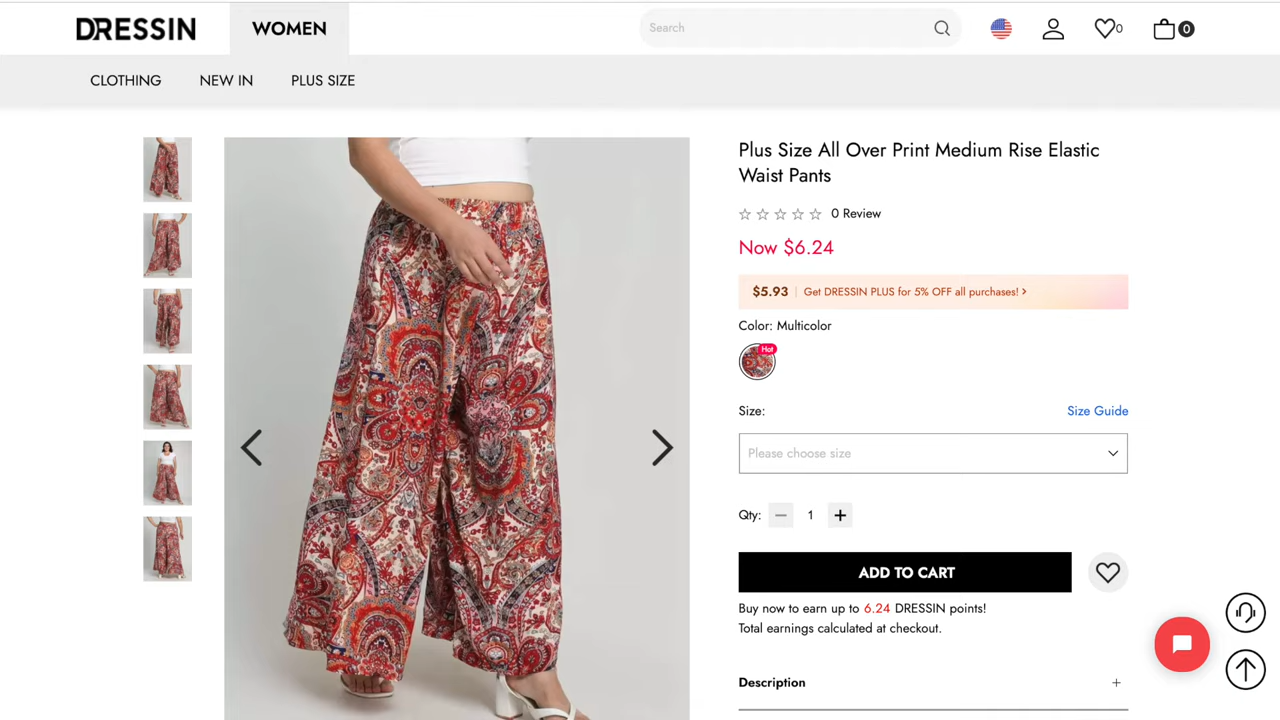 DRESSIN
WOMEN
Search
0
0
CLOTHING
NEW IN
PLUS SIZE
Plus Size All Over Print Medium Rise Elastic
Waist Pants
0 Review
Now $6.24
$5.93 | Get DRESSIN PLUS for 5% OFF all purchases! >
Color: Multicolor
Hot
Size:
Size Guide
Please choose size
Qty:
1
ADD TO CART
Buy now to earn up to 6.24 DRESSIN points!
Total earnings calculated at checkout.
Description